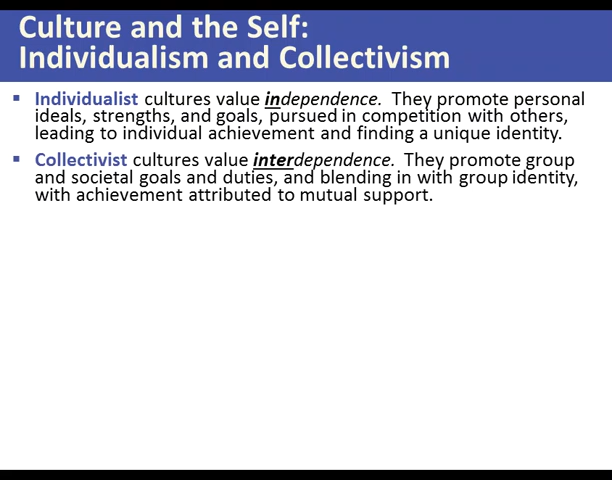 Culture and the Self:
Individualism and Collectivism
▪ Individualist cultures value independence. They promote personal
ideals, strengths, and goals, pursued in competition with others,
leading to individual achievement and finding a unique identity.
▪ Collectivist cultures value interdependence. They promote group
and societal goals and duties, and blending in with group identity,
with achievement attributed to mutual support.